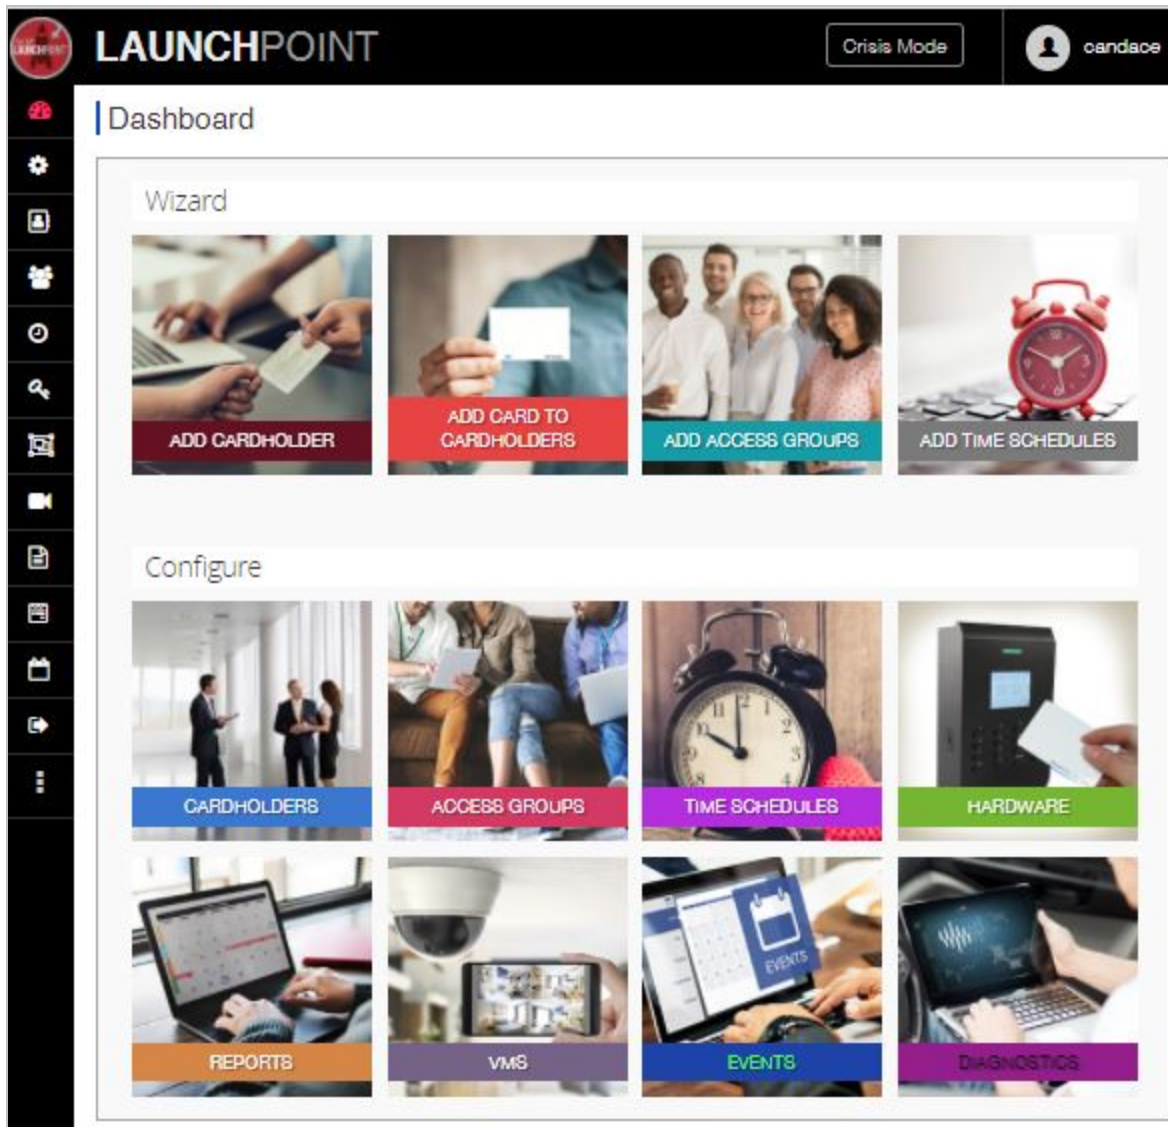 LAUNCHPOINT
Crisis Mode
candace
Dashboard
Wizard
ADD CARDHOLDER
ADD CARD TO
CARDHOLDERS
ADD ACCESS GROUPS
ADD TIME SCHEDULES
Configure
CARDHOLDERS
ACCESS GROUPS
TIME SCHEDULES
HARDWARE
EVENTS
REPORTS
VMS
EVENTS
DIAGNOSTICS